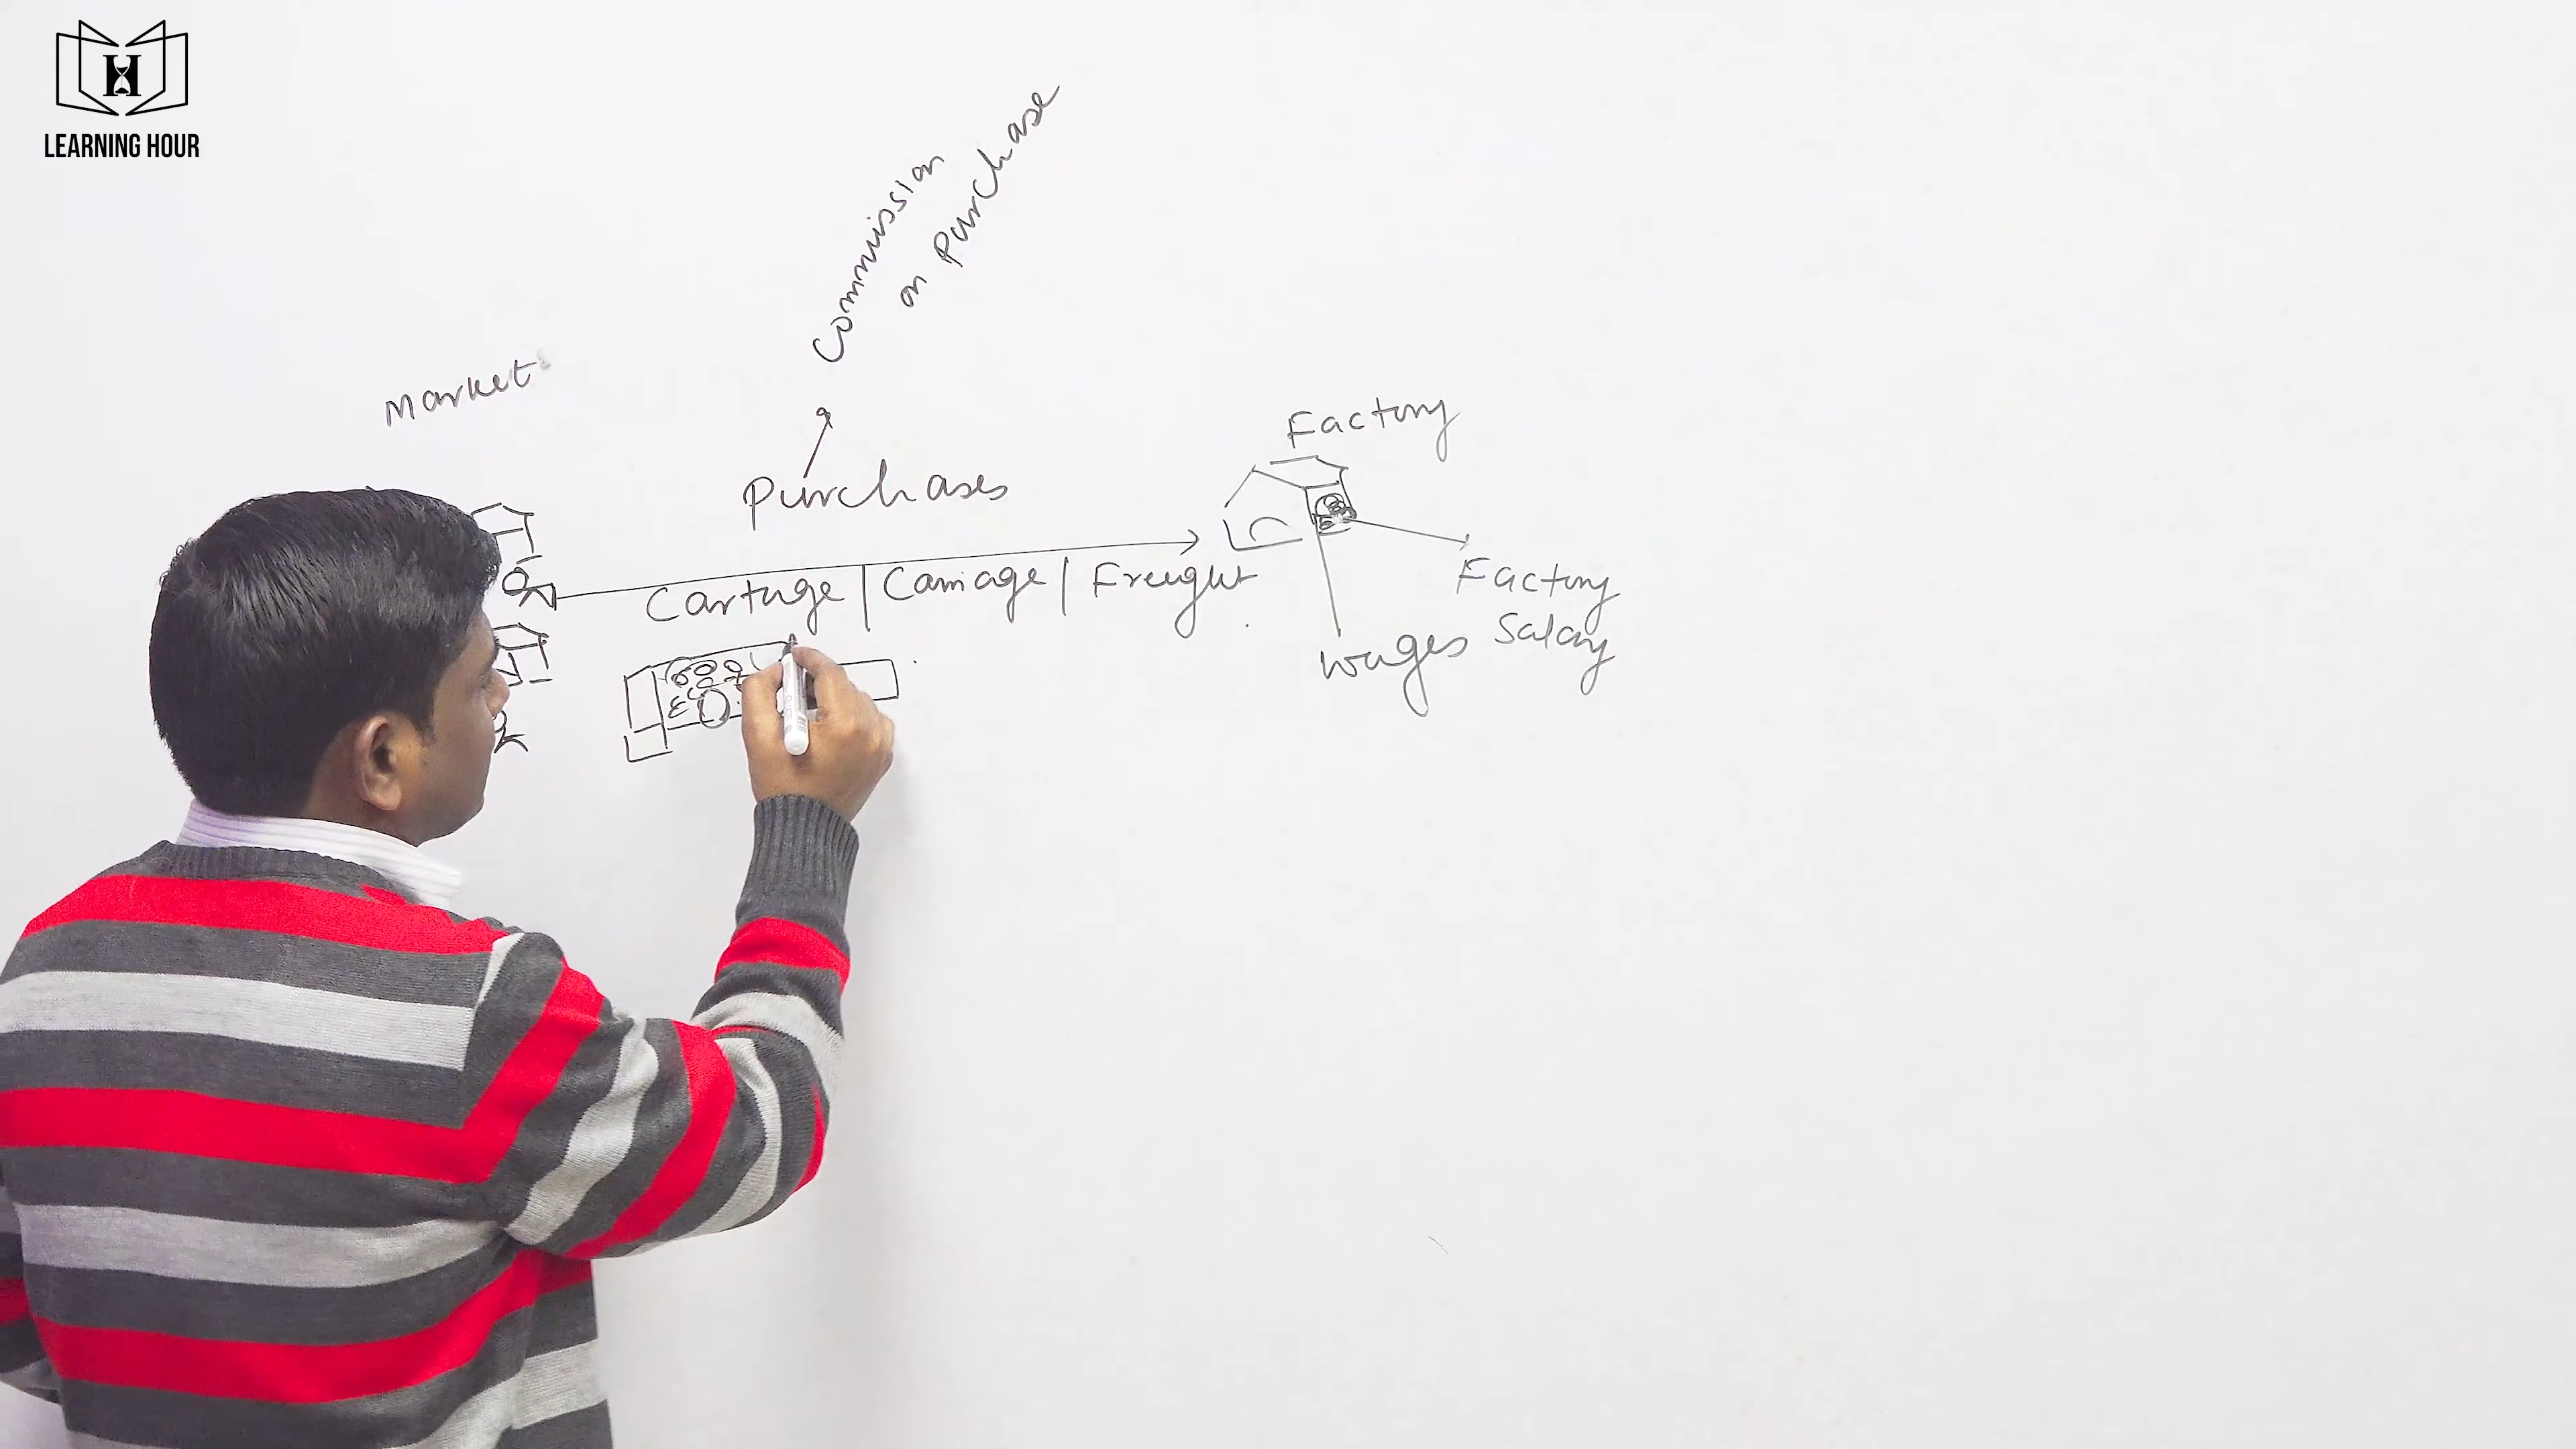 H
LEARNING HOUR
Commission
on Purchase
Market
Purchases
Factory
Cartage | Carriage | Freight
Factory
Salary
wages